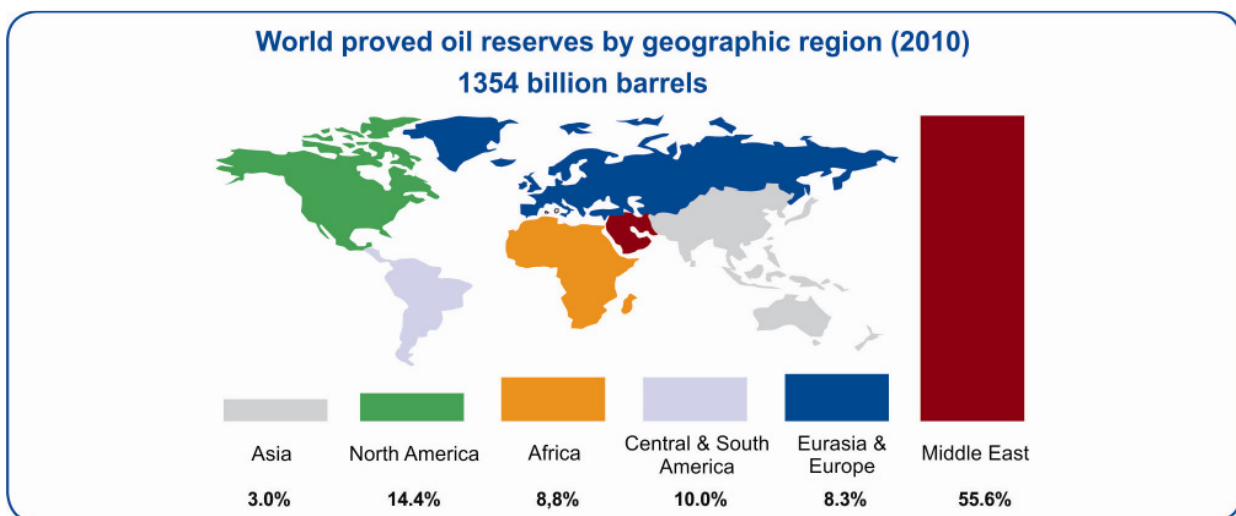 World proved oil reserves by geographic region (2010)
1354 billion barrels
Asia
North America
Africa
Central & South
America
Eurasia &
Europe
Middle East
3.0%
14.4%
8,8%
10.0%
8.3%
55.6%